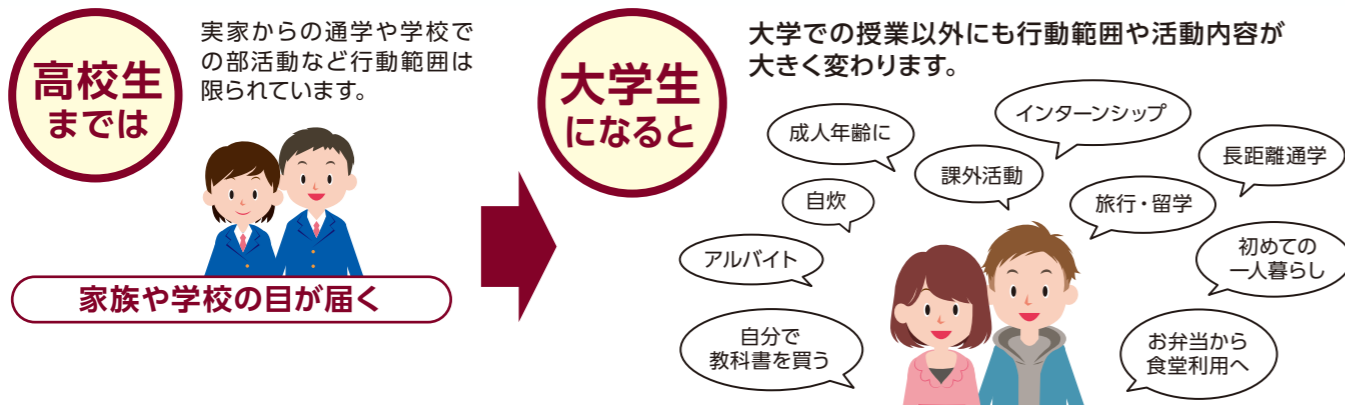 高校生
までは
実家からの通学や学校で
の部活動など行動範囲は
限られています。
家族や学校の目が届く
大学生
になると
大学での授業以外にも行動範囲や活動内容が
大きく変わります。
成人年齢に
インターンシップ
長距離通学
課外活動
自炊
旅行・留学
アルバイト
初めての
一人暮らし
自分で
教科書を買う
お弁当から
食堂利用へ